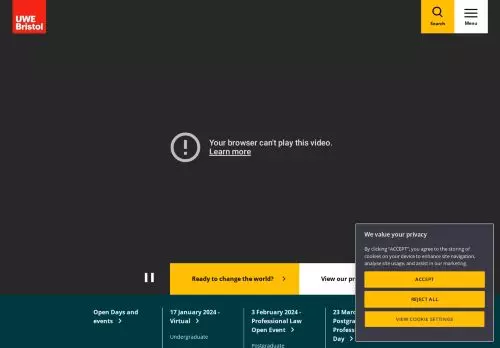 UWE
Bristol
Search
Menu
Your browser can't play this video.
Learn more
Ready to change the world?
View our pr
We value your privacy
By clicking "ACCEPT", you agree to the storing of
cookies on your device to enhance site navigation,
analyse site usage, and assist in our marketing.
ACCEPT
REJECT ALL
VIEW COOKIE SETTINGS
Open Days and
events
17 January 2024 -
Virtual
Undergraduate
3 February 2024 -
Professional Law
Open Event
Postgraduate
23 Marc
Postgra
Profess
Day